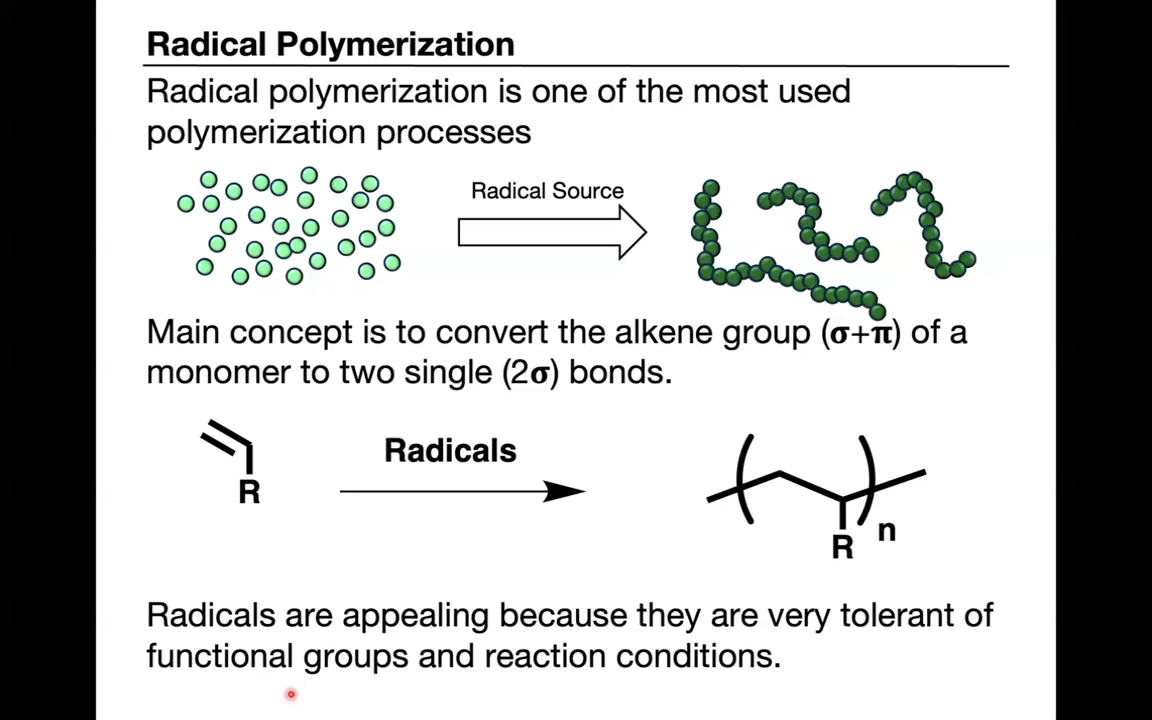 Radical Polymerization
Radical polymerization is one of the most used
polymerization processes
Radical Source
Main concept is to convert the alkene group (σ+π) of a
monomer to two single (2σ) bonds.
Radicals
R
n
R
Radicals are appealing because they are very tolerant of
functional groups and reaction conditions.